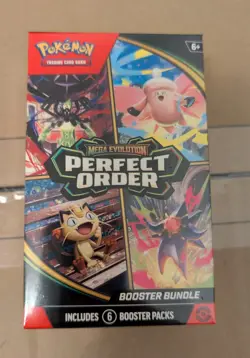 Pokémon
TRADING CARD GAME
6+
MEGA EVOLUTION
PERFECT ORDER
BOOSTER BUNDLE
INCLUDES 6 BOOSTER PACKS